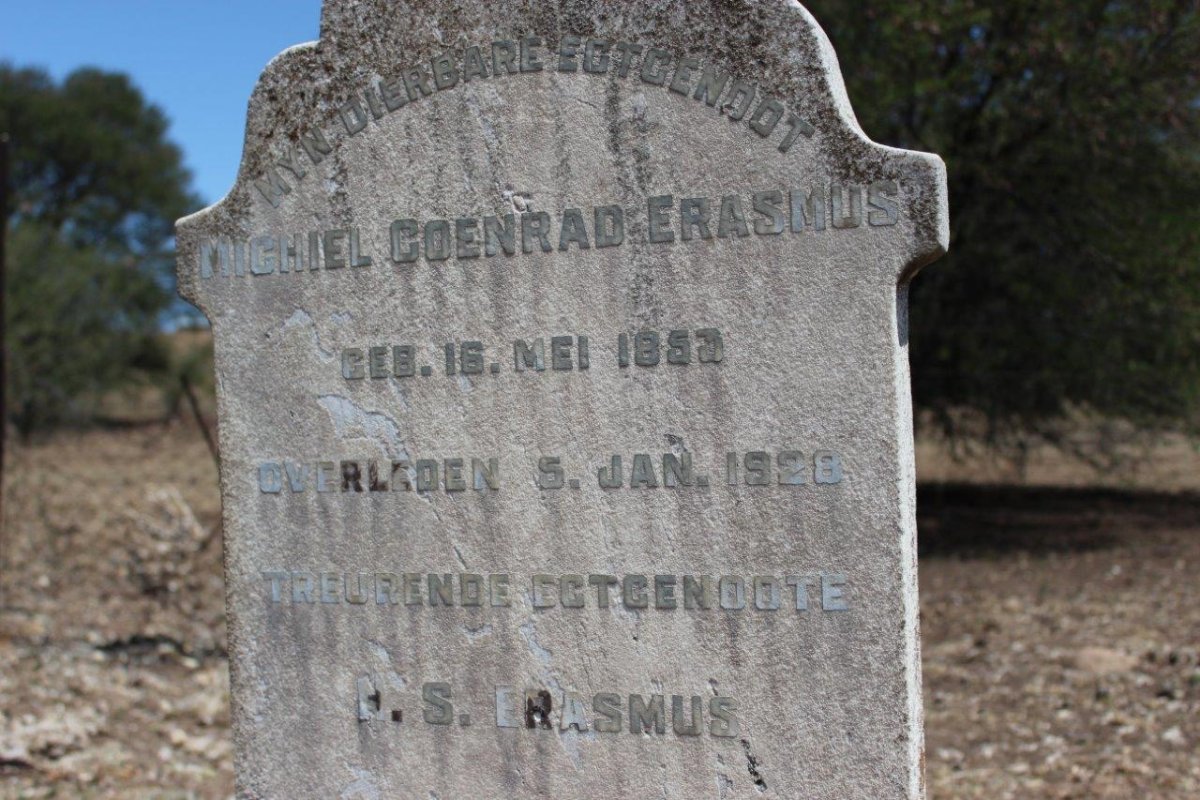 MYN DIERBARE EGTGENOOT
MICHIEL COENRAD ERASMUS
GEB. 16. MEI 1853
OVERLEDEN 5. JAN. 1928
TREURENDE EGTGENOOTE
S. ERASMUS